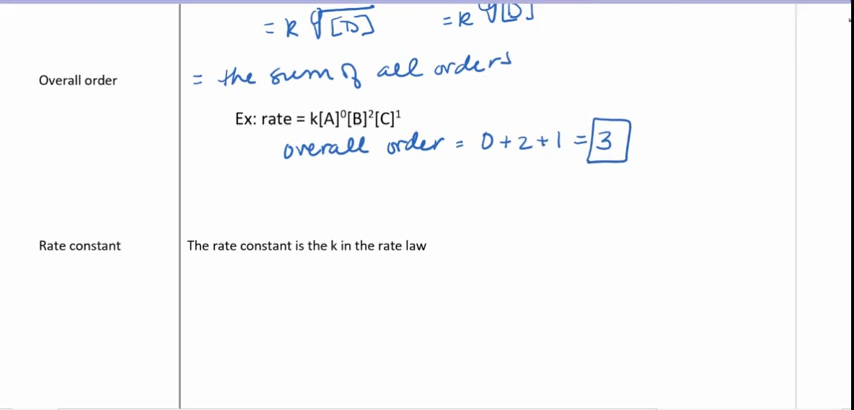 = k √[D] = k √[D]
Overall order = the sum of all orders
Ex: rate = k[A]⁰[B]²[C]¹
overall order = 0 + 2 + 1 = 3
Rate constant The rate constant is the k in the rate law